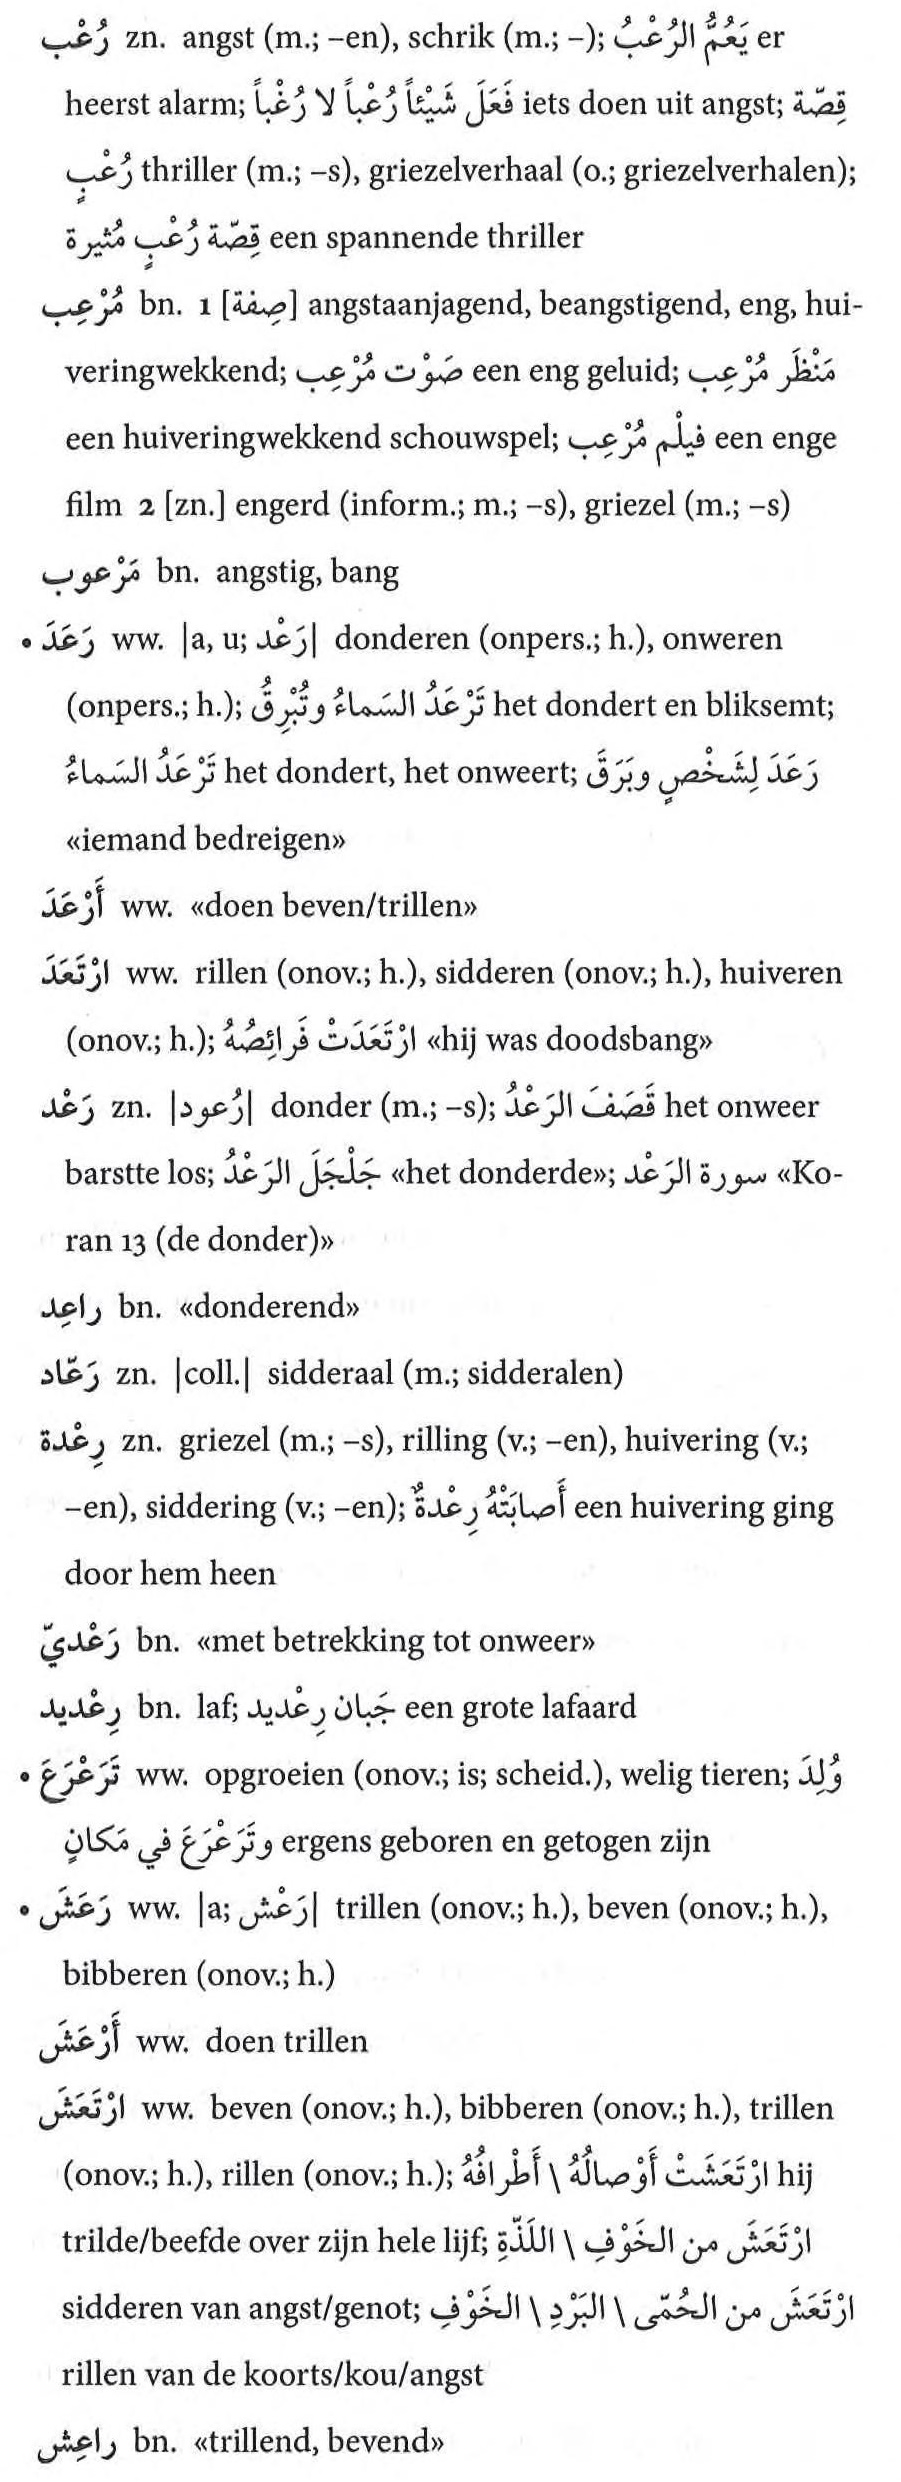 رُعْب zn. angst (m.; –en), schrik (m.; –); يَعُمُّ الرُعْبُ er
heerst alarm; فَعَلَ شَيْئاً رُعْباً لا رُغْباً iets doen uit angst; قِصّة
رُعْبٍ thriller (m.; –s), griezelverhaal (o.; griezelverhalen);
قِصّة رُعْبٍ مُثيرة een spannende thriller
مُرْعِب bn. 1 [صِفة] angstaanjagend, beangstigend, eng, hui-
veringwekkend; صَوْت مُرْعِب een eng geluid; مَنْظَر مُرْعِب
een huiveringwekkend schouwspel; فيلْم مُرْعِب een enge
film 2 [zn.] engerd (inform.; m.; –s), griezel (m.; –s)
مَرْعوب bn. angstig, bang
• رَعَدَ ww. |a, u; رَعْد| donderen (onpers.; h.), onweren
(onpers.; h.); تَرْعَدُ السَماءُ وتُبْرِقُ het dondert en bliksemt;
تَرْعَدُ السَماءُ het dondert, het onweert; رَعَدَ لِشَخْصٍ وبَرَقَ
«iemand bedreigen»
أَرْعَدَ ww. «doen beven/trillen»
ارْتَعَدَ ww. rillen (onov.; h.), sidderen (onov.; h.), huiveren
(onov.; h.); ارْتَعَدَتْ فَرائِصُهُ «hij was doodsbang»
رَعْد zn. |رُعود| donder (m.; –s); قَصَفَ الرَعْدُ het onweer
barstte los; جَلْجَلَ الرَعْدُ «het donderde»; سورة الرَعْد «Ko-
ran 13 (de donder)»
راعِد bn. «donderend»
رَعّاد zn. |coll.| sidderaal (m.; sidderalen)
رِعْدة zn. griezel (m.; –s), rilling (v.; –en), huivering (v.;
–en), siddering (v.; –en); أَصابَتْهُ رِعْدةٌ een huivering ging
door hem heen
رَعْديّ bn. «met betrekking tot onweer»
رِعْديد bn. laf; جَبان رِعْديد een grote lafaard
• تَرَعْرَعَ ww. opgroeien (onov.; is; scheid.), welig tieren; وُلِدَ
وتَرَعْرَعَ في مَكانٍ ergens geboren en getogen zijn
• رَعَشَ ww. |a; رَعْش| trillen (onov.; h.), beven (onov.; h.),
bibberen (onov.; h.)
أَرْعَشَ ww. doen trillen
ارْتَعَشَ ww. beven (onov.; h.), bibberen (onov.; h.), trillen
(onov.; h.), rillen (onov.; h.); ارْتَعَشَتْ أَوْصالُهُ \ أَطْرافُهُ hij
trilde/beefde over zijn hele lijf; ارْتَعَشَ من الخَوْفِ \ اللَذّةِ
sidderen van angst/genot; ارْتَعَشَ من الحُمّى \ البَرْدِ \ الخَوْفِ
rillen van de koorts/kou/angst
راعِش bn. «trillend, bevend»